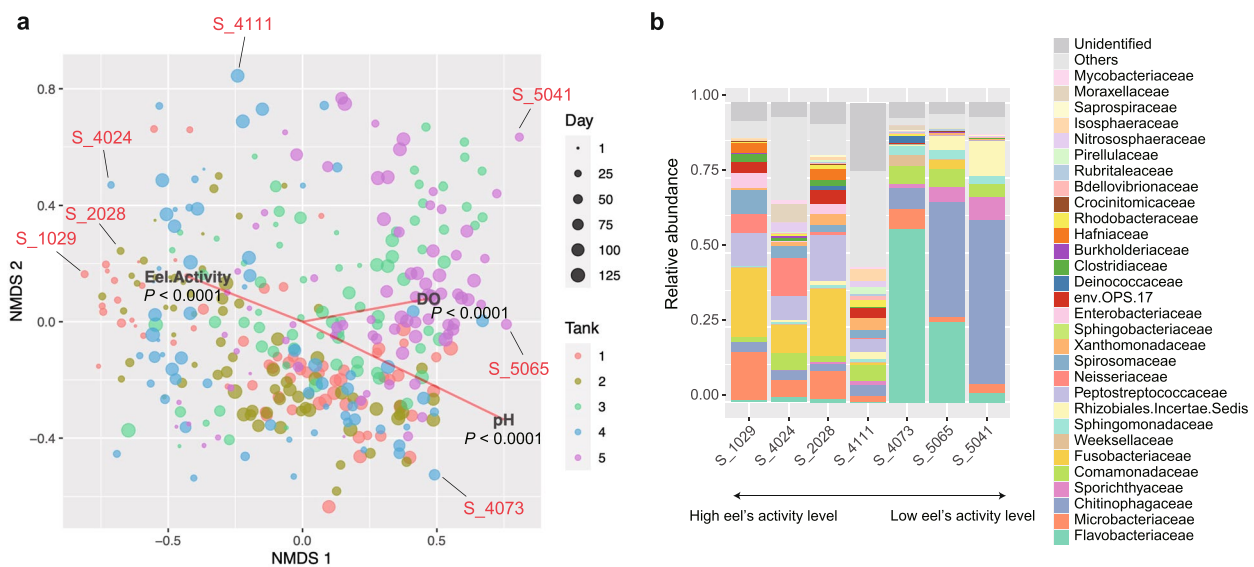 a
S_4111
S_5041
S_4024
S_2028
S_1029
S_5065
S_4073
Eel.Activity
P < 0.0001
DO
P < 0.0001
pH
P < 0.0001
0.8
0.4
0.0
−0.4
NMDS 2
−0.5
0.0
0.5
NMDS 1
Day
1
25
50
75
100
125
Tank
1
2
3
4
5
b
1.00
0.75
0.50
0.25
0.00
Relative abundance
S_1029
S_4024
S_2028
S_4111
S_4073
S_5065
S_5041
High eel's activity level
Low eel's activity level
Unidentified
Others
Mycobacteriaceae
Moraxellaceae
Saprospiraceae
Isosphaeraceae
Nitrososphaeraceae
Pirellulaceae
Rubritaleaceae
Bdellovibrionaceae
Crocinitomicaceae
Rhodobacteraceae
Hafniaceae
Burkholderiaceae
Clostridiaceae
Deinococcaceae
env.OPS.17
Enterobacteriaceae
Sphingobacteriaceae
Xanthomonadaceae
Spirosomaceae
Neisseriaceae
Peptostreptococcaceae
Rhizobiales.Incertae.Sedis
Sphingomonadaceae
Weeksellaceae
Fusobacteriaceae
Comamonadaceae
Sporichthyaceae
Chitinophagaceae
Microbacteriaceae
Flavobacteriaceae